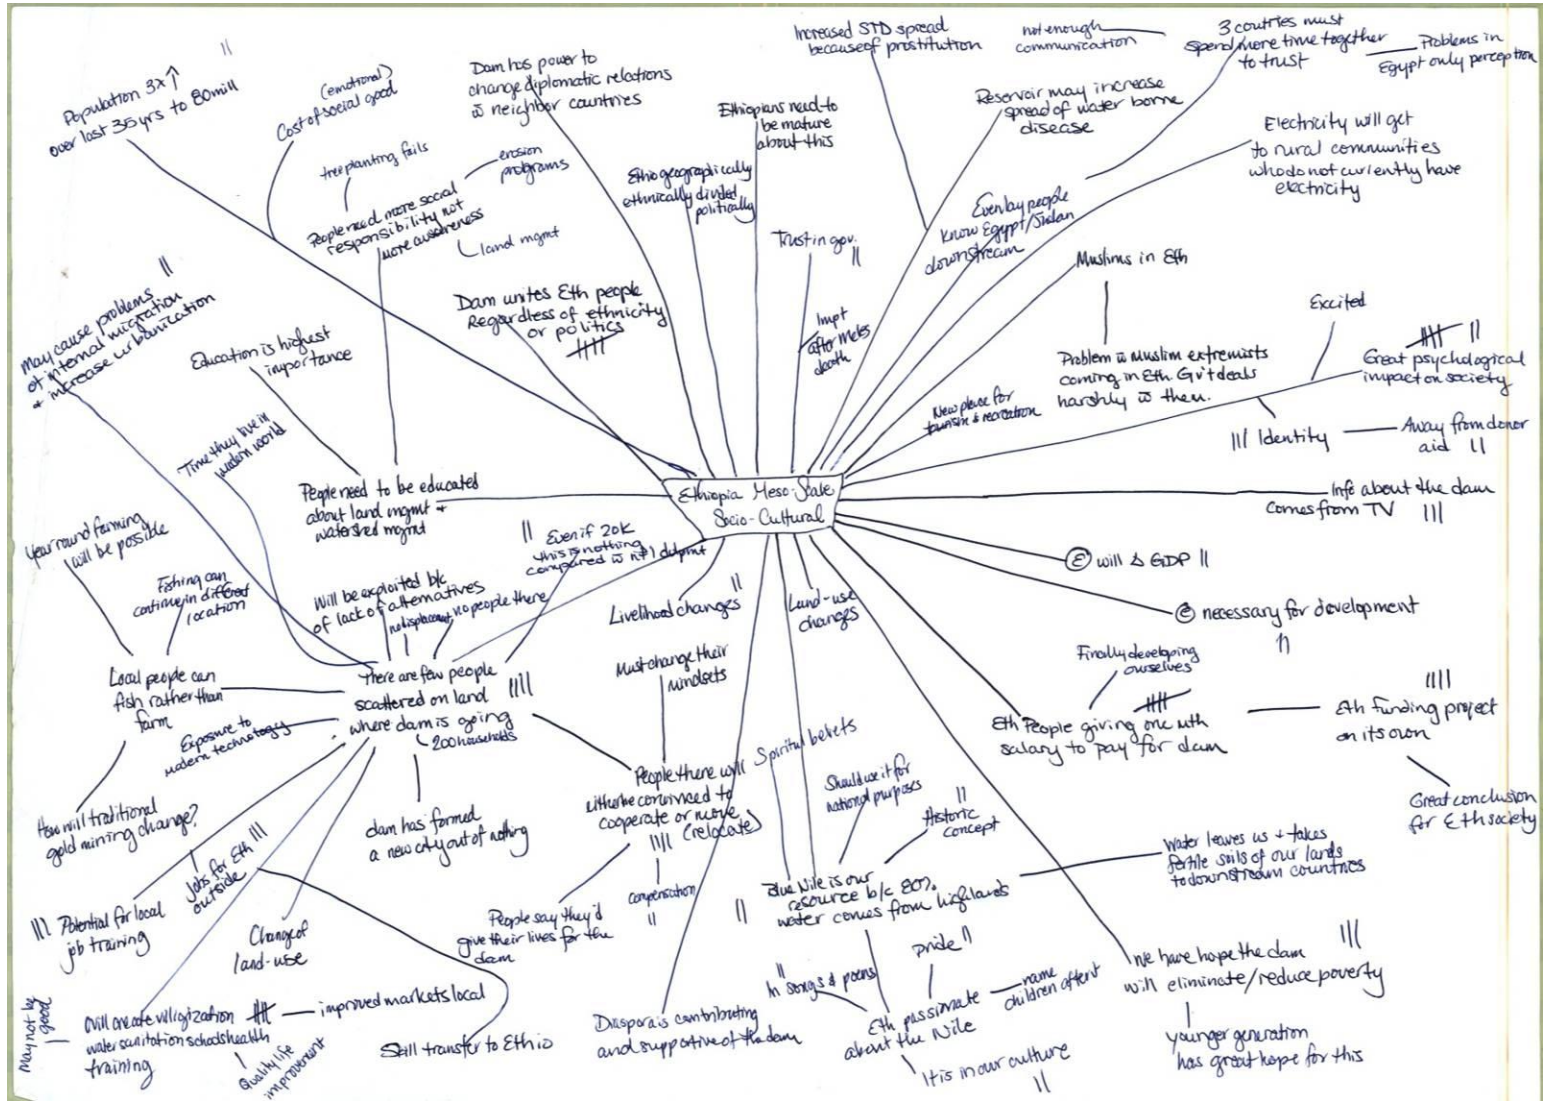 Population 3x ↑
over last 35 yrs to 80 mill
||
(emotional)
Cost of social good
Dam has power to
change diplomatic relations
w̄ neighbor countries
Increased STD spread
because of prostitution
not enough
communication
3 coutries must
spend more time together
to trust
Problems in
Egypt only perception
tree planting fails
erosion
programs
People need more social
responsibility not
more awareness
land mgmt
Ethiopians need to
be mature
about this
Ethio geographically
ethnically divided
politically
Reservoir may increase
spread of water borne
disease
Electricity will get
to rural communities
who do not currently have
electricity
Even lay people
know Egypt/Sudan
downstream
Trust in gov.
||
Impt
after Meles
death
Muslims in Eth
Problem w̄ Muslim extremists
coming in Eth. Gv't deals
harshly w̄ them.
Excited
|||| ||
Great psychological
impact on society
||| Identity
Away from donor
aid ||
New place for
tourism & recreation
May cause problems ||
of internal migration
+ increase urbanization
Education is highest
importance
Dam unites Eth people
Regardless of ethnicity
or politics
||||
Time they live in
modern world
People need to be educated
about land mgmt +
watershed mgmt
Ethiopia Meso-Scale
Socio-Cultural
Info about the dam
comes from TV |||
|| Even if 20K
this is nothing
compared w̄ nt'l dvlpmt
Ⓔ will Δ GDP ||
ⓔ necessary for development
||
Year round farming
will be possible
Fishing can
continue in different
location
Will be exploited b/c
of lack of alternatives
no displacemt, no people there
Livelihood changes ||
Land-use
changes
Local people can
fish rather than
farm
There are few people
scattered on land ||||
where dam is going
200 households
Must change their
mindsets
Finally developing
ourselves
||||
Eth People giving one mth
salary to pay for dam
||||
Eth funding project
on its own
Great conclusion
for Eth society
Exposure to
modern technology
How will traditional
gold mining change?
dam has formed
a new city out of nothing
People there will
either be convinced to
cooperate or move
|||| (relocate)
compensation
||
People say they'd
give their lives for the
dam
Spiritul beliefs
Should use it for
national purposes
||
Historic
concept
Blue Nile is our
resource b/c 80%
|| water comes from highlands
Water leaves us + takes
fertile soils of our lands
to downstream countries
Jobs for Eth |||
outside
||| Potential for local
job training
Change of
land-use
Pride ||
||
In songs & poems
Eth passionate
about the Nile
name
children after it
It is in our culture
||
We have hope the dam |||
will eliminate/reduce poverty
younger generation
has great hope for this
May not be
good
Will create villigization ||||
water sanitation schools health
training
improved markets local
Quality life
improvement
Skill transfer to Ethio
Diaspora is contributing
and supportive of the dam